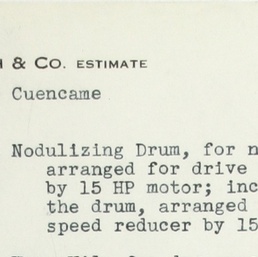 & CO. ESTIMATE
Cuencame
Nodulizing Drum, for
arranged for drive
by 15 HP motor; inc
the drum, arranged
speed reducer by 15